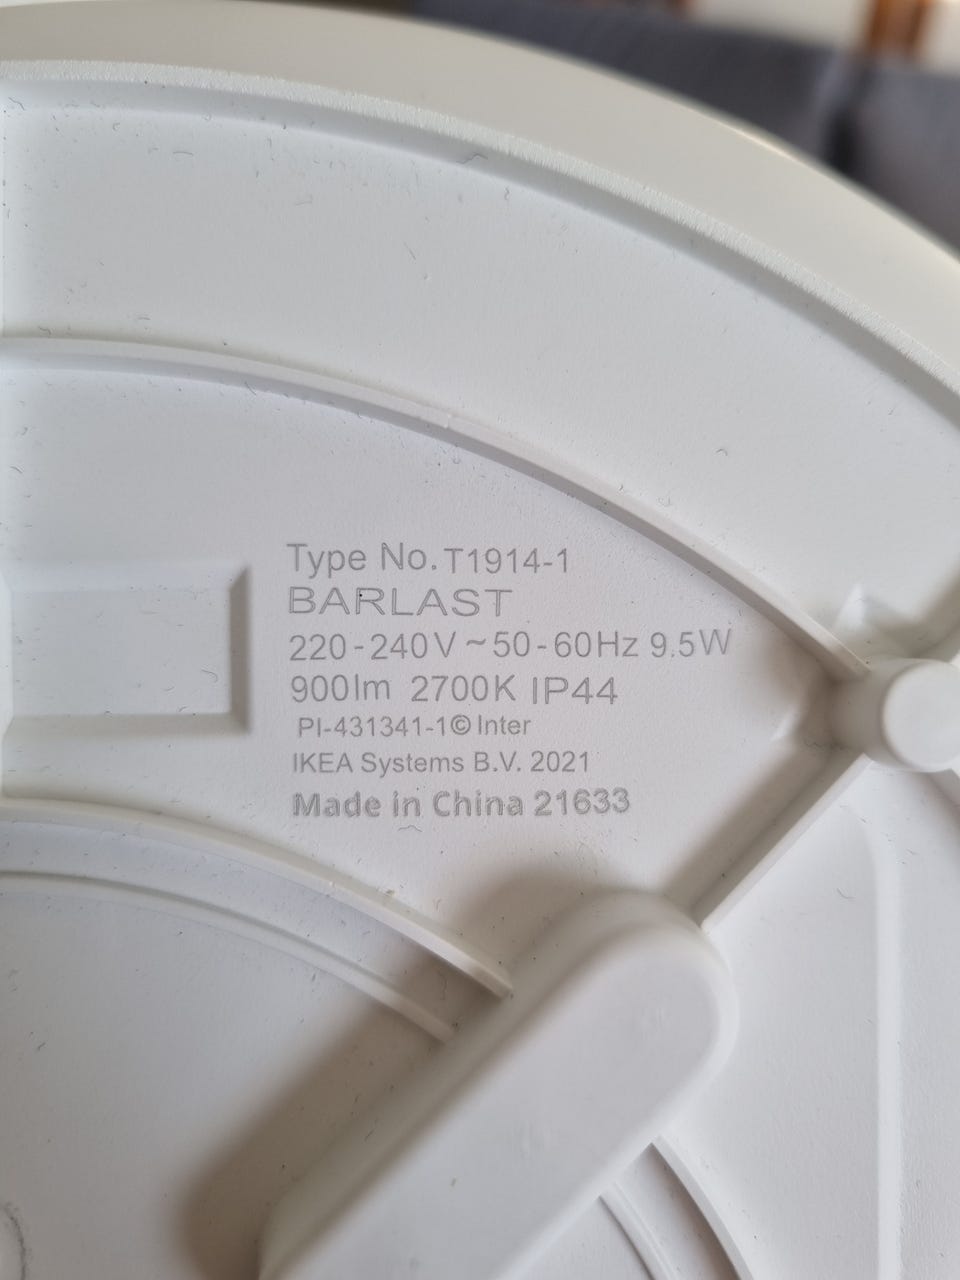 Type No. T1914-1
BARLAST
220-240V ~ 50-60Hz 9.5W
900lm 2700K IP44
PI-431341-1 © Inter
IKEA Systems B.V. 2021
Made in China 21633